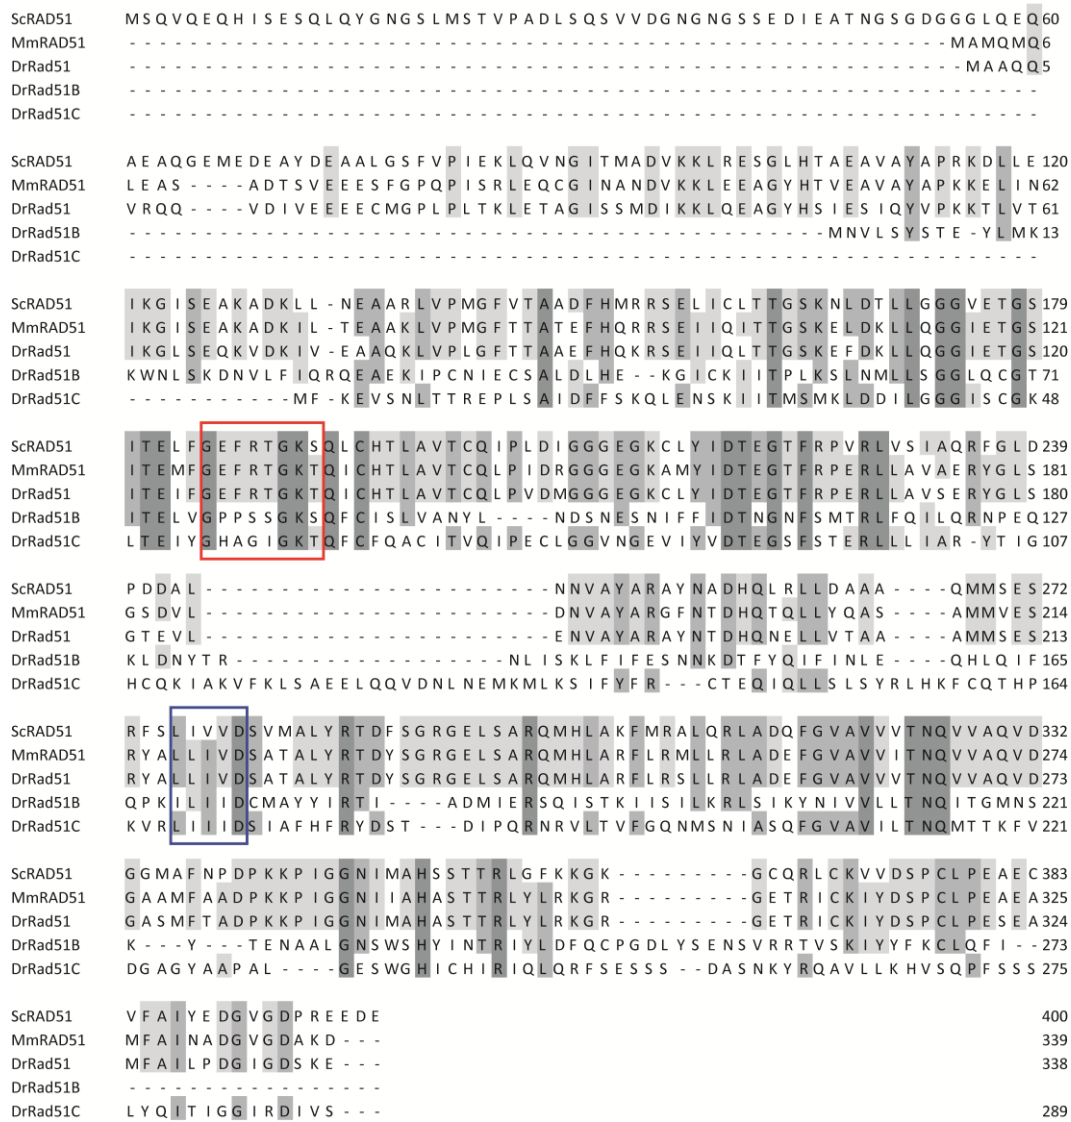 ScRAD51 MSQVQEQHISESQLQYGNGSLMSTVPADLSQSVVDGNGNGSSEDIEATNGSGDGGGLQEQ 60
MmRAD51 ------------------------------------------------------MAMQMQ 6
DrRad51 -------------------------------------------------------MAAQQ 5
DrRad51B ------------------------------------------------------------
DrRad51C ------------------------------------------------------------
ScRAD51 AEAQGEMEDEAYDEAALGSFVPIEKLQVNGITMADVKKLRESGLHTAEAVAYAPRKDLLE 120
MmRAD51 LEAS----ADTSVEEESFGPQPISRLEQCGINANDVKKLEEAGYHTVEAVAYAPKKELIN 62
DrRad51 VRQQ----VDIVEEEECMGPLPLTKLETAGISSMDIKKLQEAGYHSIESIQYVPKKTLVT 61
DrRad51B ----------------------------------------------MNVLSYSTE-YLMK 13
DrRad51C ------------------------------------------------------------
ScRAD51 IKGISEAKADKLL-NEAARLVPMGFVTAADFHMRRSELICLTTGSKNLDTLLGGGVETGS 179
MmRAD51 IKGISEAKADKIL-TEAAKLVPMGFTTATEFHQRRSEIIQITTGSKELDKLLQGGIETGS 121
DrRad51 IKGLSEQKVDKIV-EAAQKLVPLGFTTAAEFHQKRSEIIQLTTGSKEFDKLLQGGIETGS 120
DrRad51B KWNLSKDNVLFIQRQEAEKIPCNIECSALDLHE--KGICKIITPLKSLNMLLSGGLQCGT 71
DrRad51C -----------MF-KEVSNLTTREPLSAIDFFSKQLENSKIITMSMKLDDILGGGISCGK 48
ScRAD51 ITELFGEFRTGKSQLCHTLAVTCQIPLDIGGGEGKCLYIDTEGTFRPVRLVSIAQRFGLD 239
MmRAD51 ITEMFGEFRTGKTQICHTLAVTCQLPIDRGGGEGKAMYIDTEGTFRPERLLAVAERYGLS 181
DrRad51 ITEIFGEFRTGKTQICHTLAVTCQLPVDMGGGEGKCLYIDTEGTFRPERLLAVSERYGLS 180
DrRad51B ITELVGPPSSGKSQFCISLVANYL----NDSNESNIFFIDTNGNFSMTRLFQILQRNPEQ 127
DrRad51C LTEIYGHAGIGKTQFCFQACITVQIPECLGGVNGEVIYVDTEGSFSTERLLLIAR-YTIG 107
ScRAD51 PDDAL-----------------------NNVAYARAYNADHQLRLLDAAA----QMMSES 272
MmRAD51 GSDVL-----------------------DNVAYARGFNTDHQTQLLYQAS----AMMVES 214
DrRad51 GTEVL-----------------------ENVAYARAYNTDHQNELLVTAA----AMMSES 213
DrRad51B KLDNYTR------------------NLISKLFIFESNNKDTFYQIFINLE----QHLQIF 165
DrRad51C HCQKIAKVFKLSAEELQQVDNLNEMKMLKSIFYFR---CTEQIQLLSLSYRLHKFCQTHP 164
ScRAD51 RFSLIVVDSVMALYRTDFSGRGELSARQMHLAKFMRALQRLADQFGVAVVVTNQVVAQVD 332
MmRAD51 RYALLIVDSATALYRTDYSGRGELSARQMHLARFLRMLLRLADEFGVAVVITNQVVAQVD 274
DrRad51 RYALLIVDSATALYRTDYSGRGELSARQMHLARFLRSLLRLADEFGVAVVVTNQVVAQVD 273
DrRad51B QPKILIIDCMAYYIRTI----ADMIERSQISTKIISILKRLSIKYNIVVLLTNQITGMNS 221
DrRad51C KVRLIIIDSIAFHFRYDST---DIPQRNRVLTVFGQNMSNIASQFGVAVILTNQMTTKFV 221
ScRAD51 GGMAFNPDPKKPIGGNIMAHSSTTRLGFKKGK---------GCQRLCKVVDSPCLPEAEC 383
MmRAD51 GAAMFAADPKKPIGGNIIAHASTTRLYLRKGR---------GETRICKIYDSPCLPEAEA 325
DrRad51 GASMFTADPKKPIGGNIMAHASTTRLYLRKGR---------GETRICKIYDSPCLPESEA 324
DrRad51B K---Y---TENAALGNSWSHYINTRIYLDFQCPGDLYSENSVRRTVSKIYYFKCLQFI-- 273
DrRad51C DGAGYAAPAL----GESWGHICHIRIQLQRFSESSS--DASNKYRQAVLLKHVSQPFSSS 275
ScRAD51 VFAIYEDGVGDPREEDE 400
MmRAD51 MFAINADGVGDAKD--- 339
DrRad51 MFAILPDGIGDSKE--- 338
DrRad51B -----------------
DrRad51C LYQITIGGIRDIVS--- 289